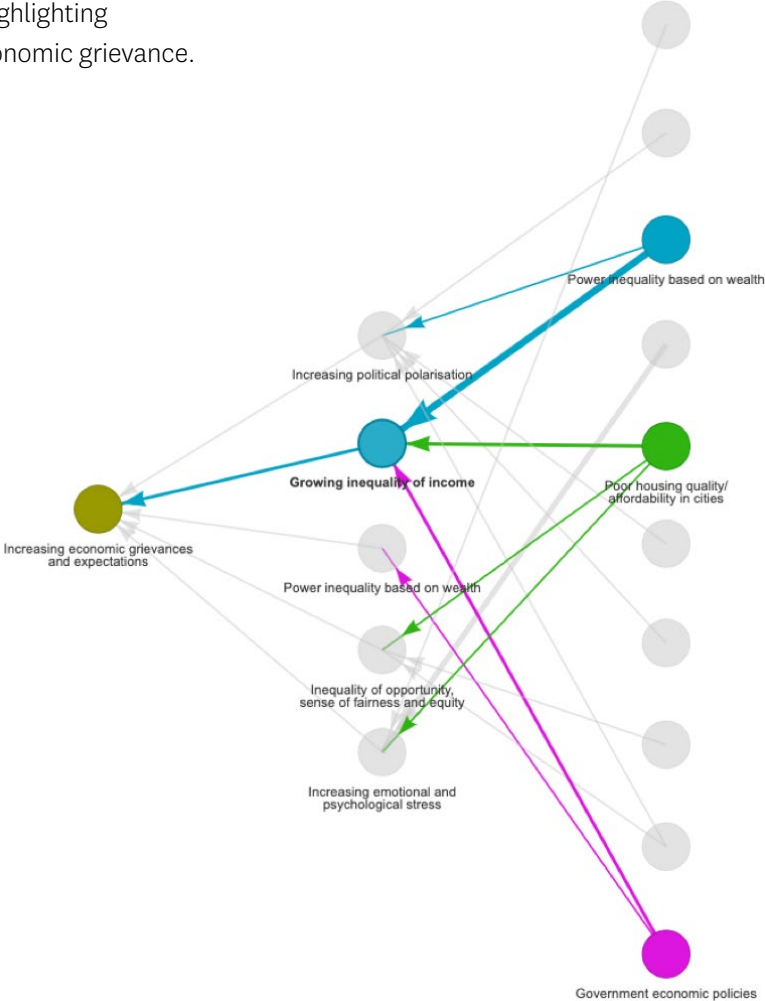 ghlighting
onomic grievance.
Power inequality based on wealth
Increasing political polarisation
Growing inequality of income
Poor housing quality/
affordability in cities
Increasing economic grievances
and expectations
Power inequality based on wealth
Inequality of opportunity,
sense of fairness and equity
Increasing emotional and
psychological stress
Government economic policies